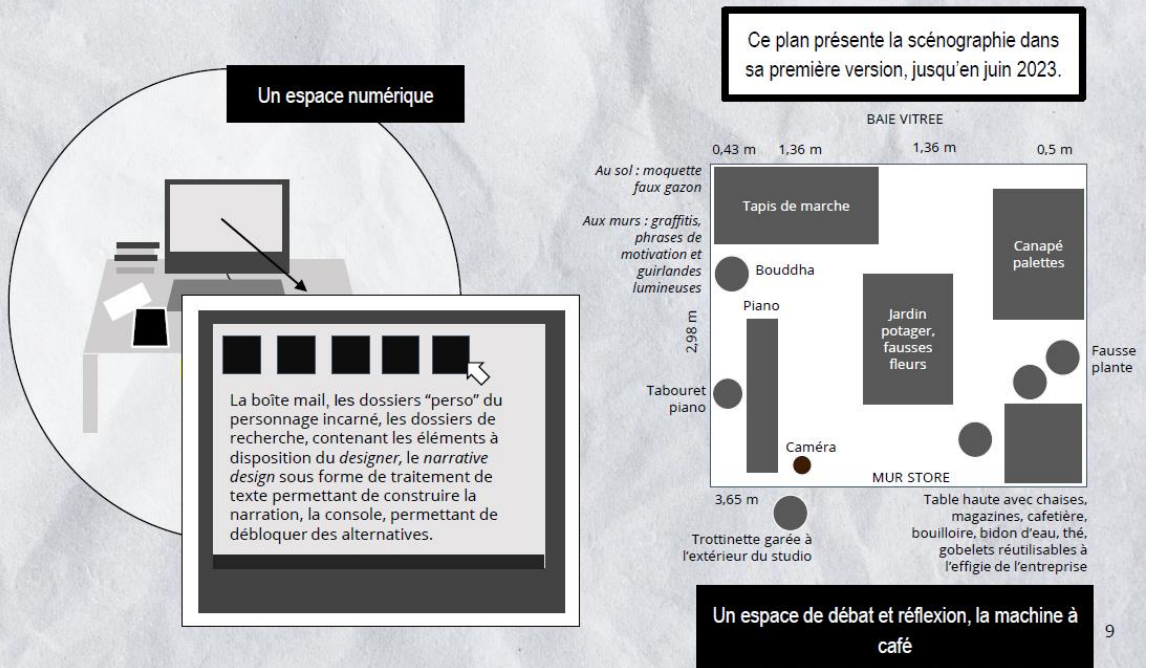 Un espace numérique
La boîte mail, les dossiers “perso” du
personnage incarné, les dossiers de
recherche, contenant les éléments à
disposition du designer, le narrative
design sous forme de traitement de
texte permettant de construire la
narration, la console, permettant de
débloquer des alternatives.
Ce plan présente la scénographie dans
sa première version, jusqu’en juin 2023.
BAIE VITREE
0,43 m 1,36 m 1,36 m 0,5 m
Au sol : moquette
faux gazon
Aux murs : graffitis,
phrases de
motivation et
guirlandes
lumineuses
Tapis de marche
Canapé
palettes
Bouddha
Piano
Jardin
potager,
fausses
fleurs
2,98 m
Fausse
plante
Tabouret
piano
Caméra
MUR STORE
3,65 m
Trottinette garée à
l’extérieur du studio
Table haute avec chaises,
magazines, cafetière,
bouilloire, bidon d’eau, thé,
gobelets réutilisables à
l’effigie de l’entreprise
Un espace de débat et réflexion, la machine à
café
9